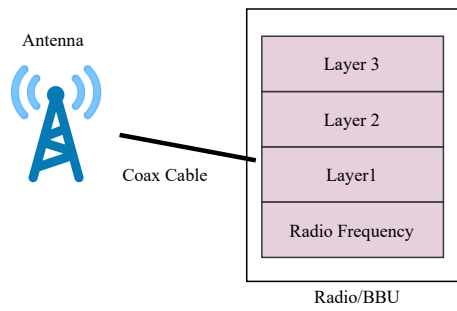 Antenna
Layer 3
Layer 2
Layer1
Coax Cable
Radio Frequency
Radio/BBU